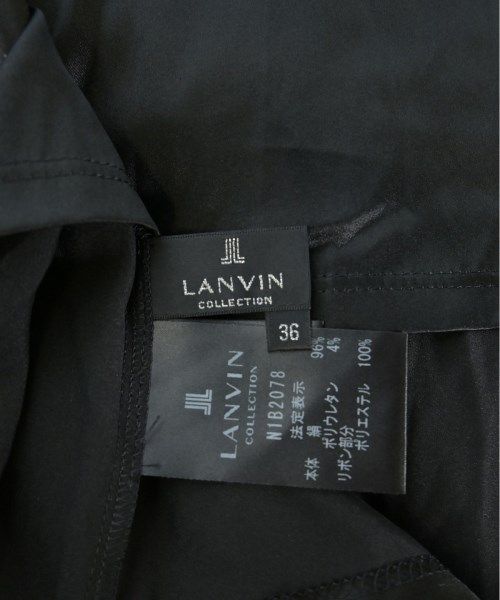 LANVIN
COLLECTION
36
LANVIN
COLLECTION
N1B2078
法定表示
本体 絹 96%
ポリウレタン 4%
リボン部分
ポリエステル 100%